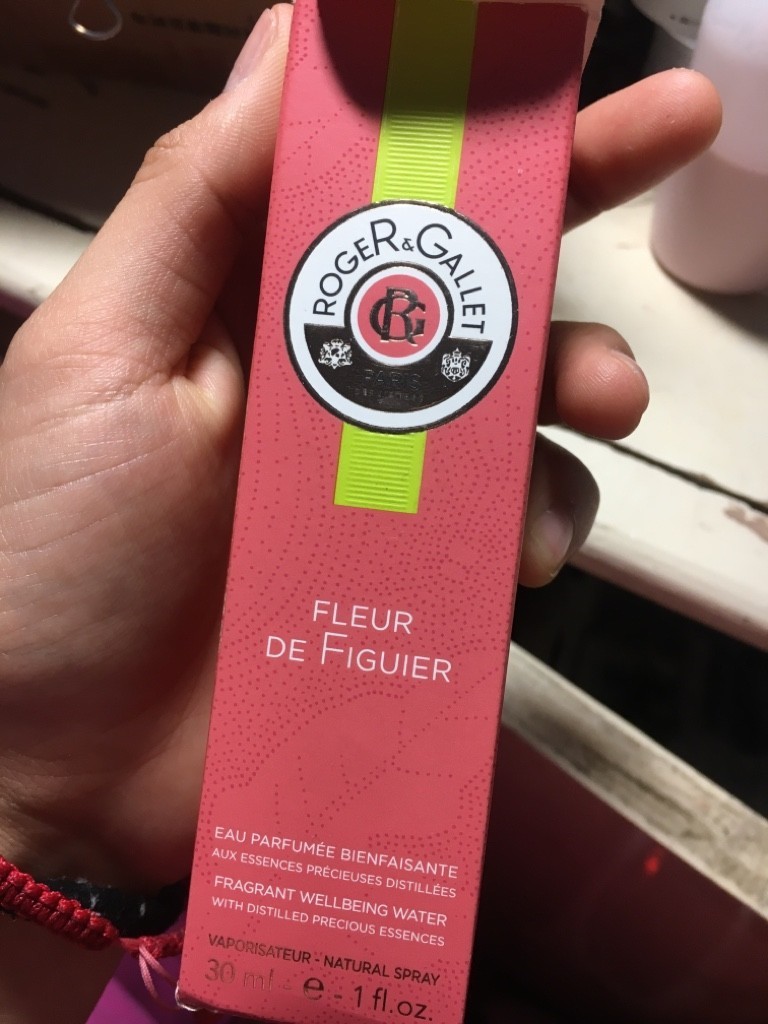 ROGER&GALLET
RG
PARIS
FLEUR
DE FIGUIER
EAU PARFUMÉE BIENFAISANTE
AUX ESSENCES PRÉCIEUSES DISTILLÉES
FRAGRANT WELLBEING WATER
WITH DISTILLED PRECIOUS ESSENCES
VAPORISATEUR - NATURAL SPRAY
30 ml - e - 1 fl.oz.